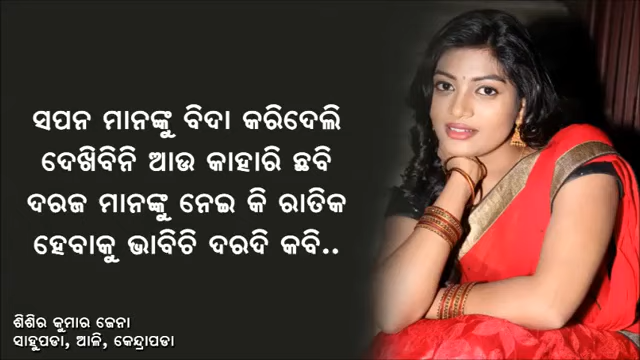 ସପନ ମାନଙ୍କୁ ବିଦା କରିଦେଲି
ଦେଖିବିନି ଆଉ କାହାରି ଛବି
ଦରଜ ମାନଙ୍କୁ ନେଇ କି ରାତିକ
ହେବାକୁ ଭାବିଚି ଦରଦି କବି..
ଶିଶିର କୁମାର ଜେନା
ସାହୁପଡା, ଆଳି, କେନ୍ଦ୍ରାପଡା